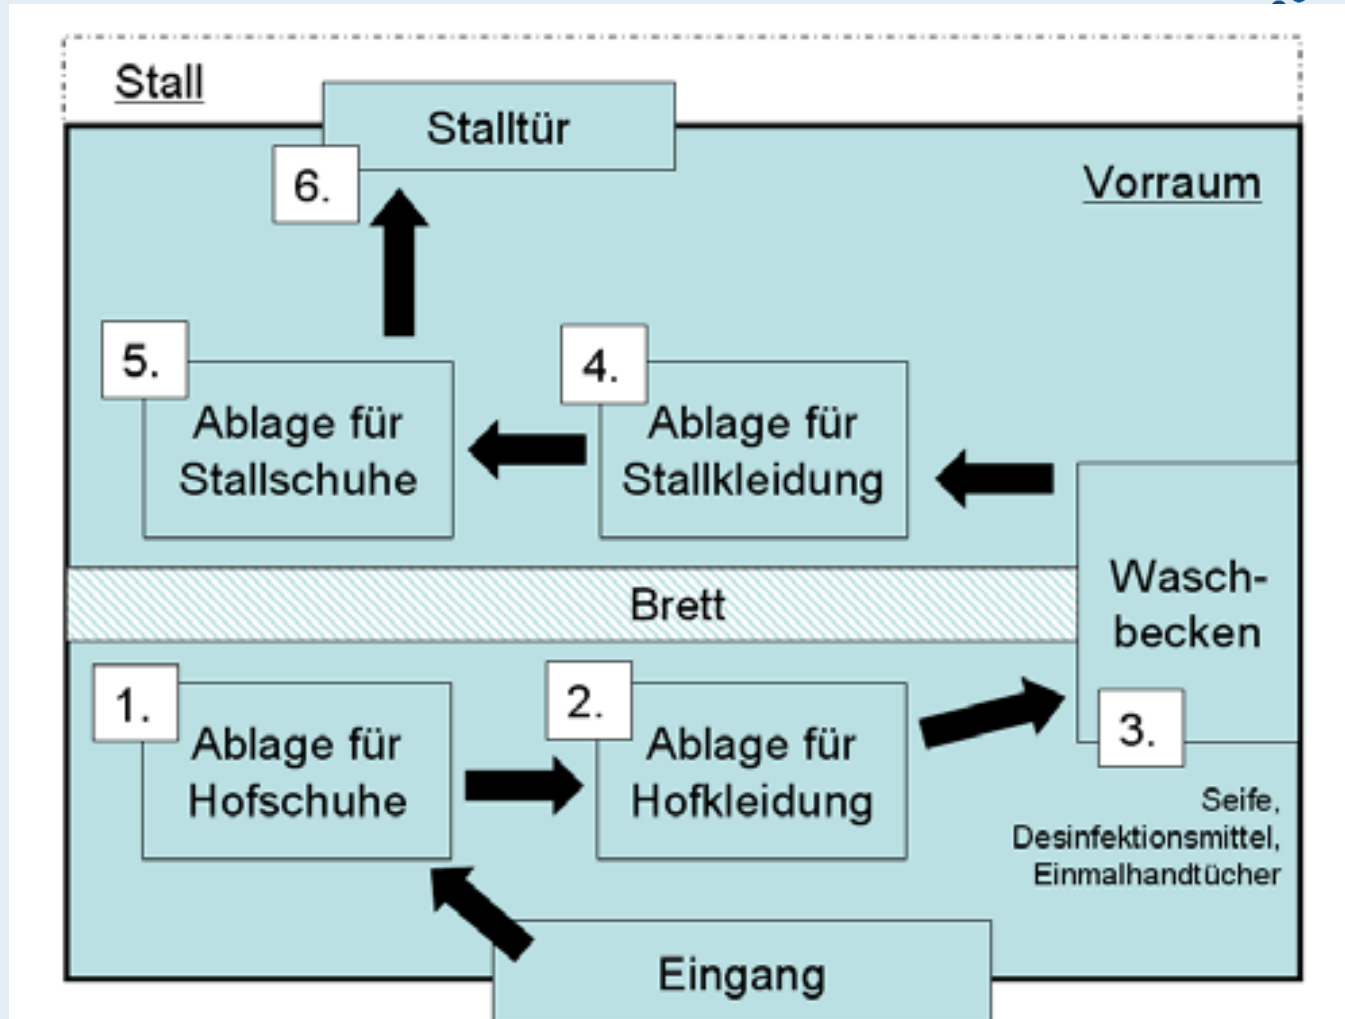 Stall
Stalltür
6.
Vorraum
5.
Ablage für
Stallschuhe
4.
Ablage für
Stallkleidung
Wasch-
becken
Brett
1.
Ablage für
Hofschuhe
2.
Ablage für
Hofkleidung
3.
Seife,
Desinfektionsmittel,
Einmalhandtücher
Eingang